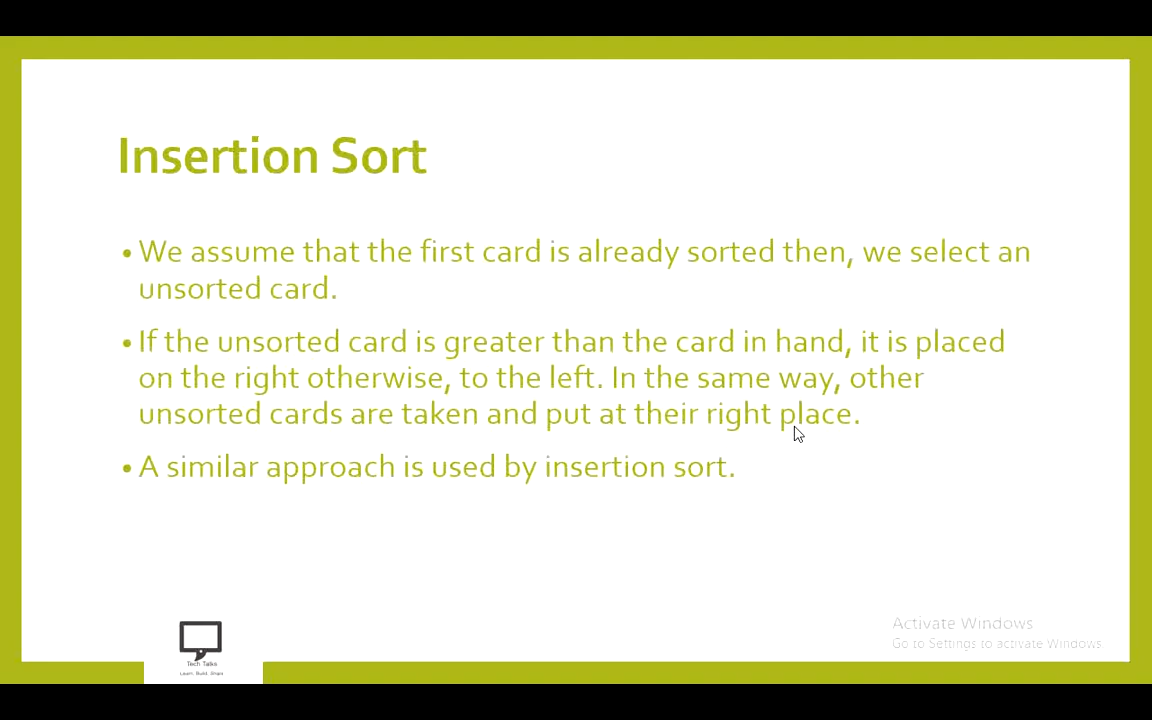 Insertion Sort
• We assume that the first card is already sorted then, we select an
unsorted card.
• If the unsorted card is greater than the card in hand, it is placed
on the right otherwise, to the left. In the same way, other
unsorted cards are taken and put at their right place.
• A similar approach is used by insertion sort.
Activate Windows
Go to Settings to activate Windows.
Tech Talks
Learn. Build.